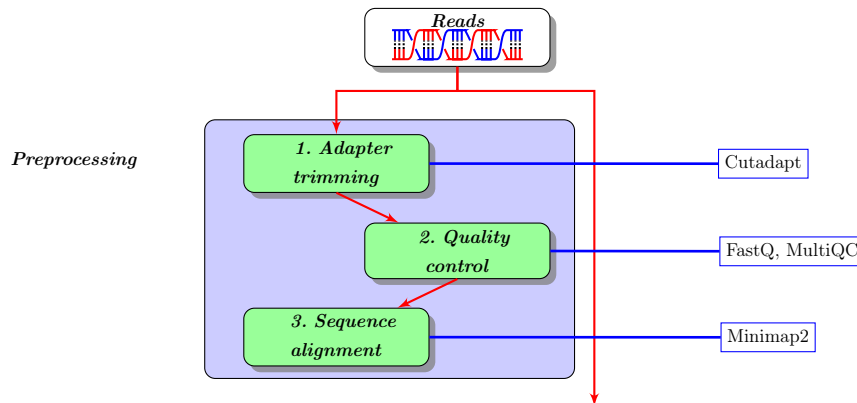 Reads
Preprocessing
1. Adapter
trimming
Cutadapt
2. Quality
control
FastQ, MultiQC
3. Sequence
alignment
Minimap2